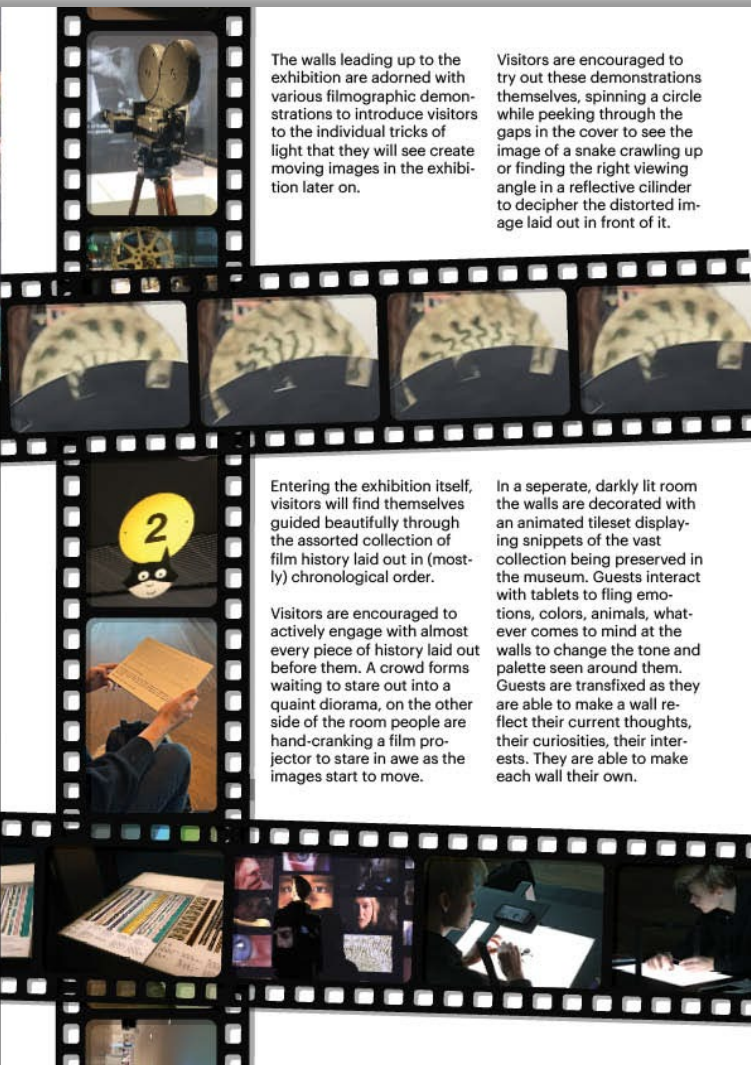 The walls leading up to the
exhibition are adorned with
various filmographic demon-
strations to introduce visitors
to the individual tricks of
light that they will see create
moving images in the exhibi-
tion later on.
Visitors are encouraged to
try out these demonstrations
themselves, spinning a circle
while peeking through the
gaps in the cover to see the
image of a snake crawling up
or finding the right viewing
angle in a reflective cilinder
to decipher the distorted im-
age laid out in front of it.
2
Entering the exhibition itself,
visitors will find themselves
guided beautifully through
the assorted collection of
film history laid out in (most-
ly) chronological order.
Visitors are encouraged to
actively engage with almost
every piece of history laid out
before them. A crowd forms
waiting to stare out into a
quaint diorama, on the other
side of the room people are
hand-cranking a film pro-
jector to stare in awe as the
images start to move.
In a seperate, darkly lit room
the walls are decorated with
an animated tileset display-
ing snippets of the vast
collection being preserved in
the museum. Guests interact
with tablets to fling emo-
tions, colors, animals, what-
ever comes to mind at the
walls to change the tone and
palette seen around them.
Guests are transfixed as they
are able to make a wall re-
flect their current thoughts,
their curiosities, their inter-
ests. They are able to make
each wall their own.